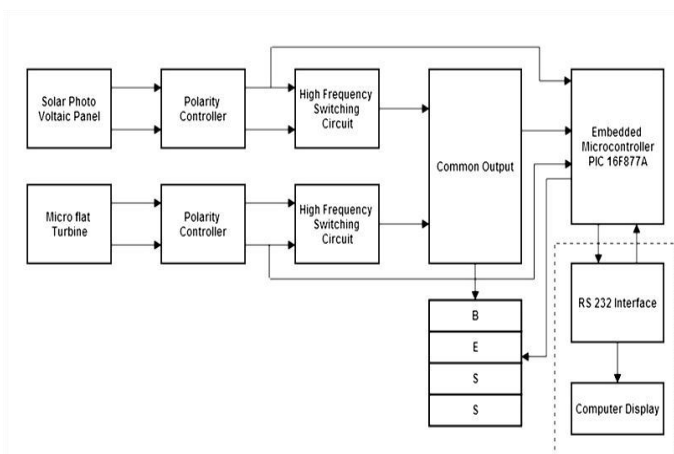 Solar Photo
Voltaic Panel
Polarity
Controller
High Frequency
Switching
Circuit
Common Output
Embedded
Microcontroller
PIC 16F877A
Micro flat
Turbine
Polarity
Controller
High Frequency
Switching
Circuit
RS 232 Interface
B
E
S
S
Computer Display